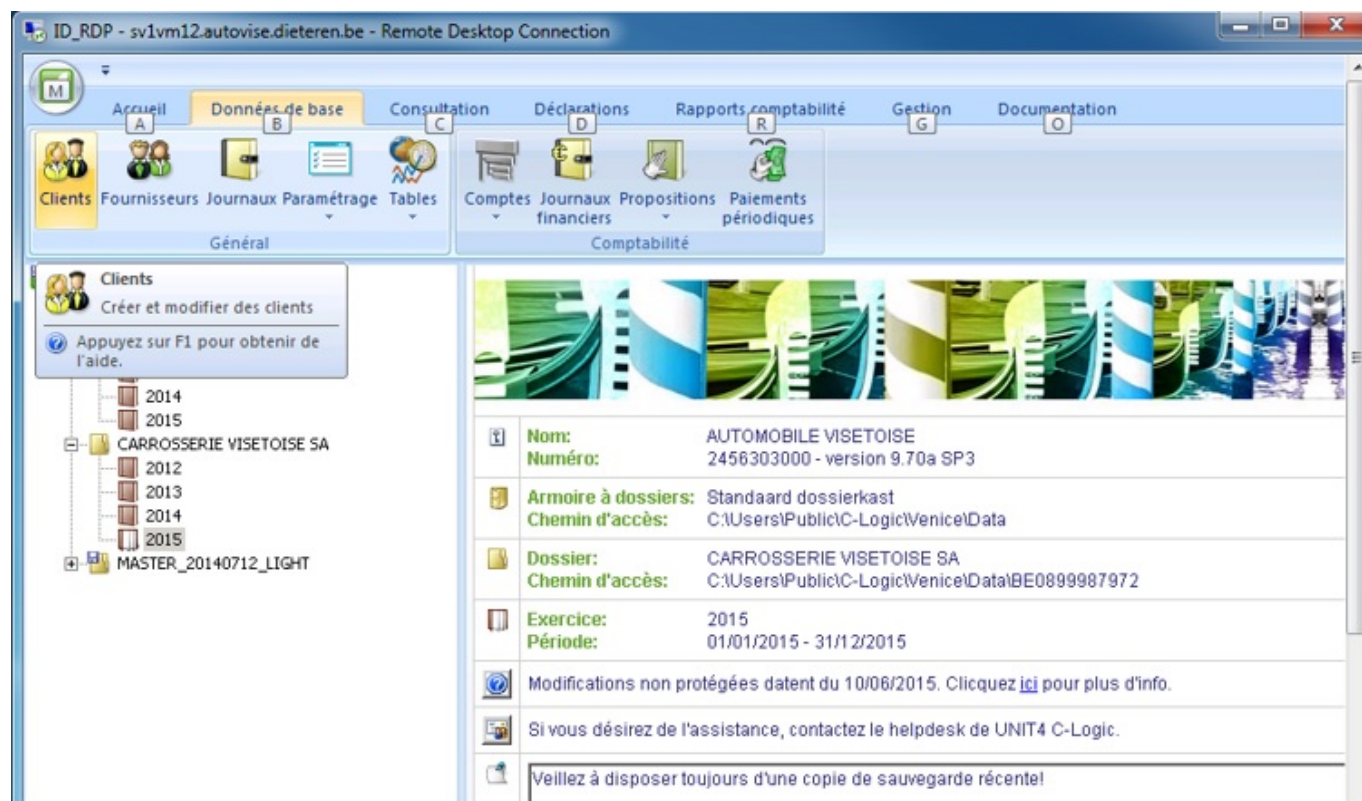 ID_RDP - sv1vm12.autovise.dieteren.be - Remote Desktop Connection
M
Accueil Données de base Consultation Déclarations Rapports comptabilité Gestion Documentation
A B C D R G O
Clients Fournisseurs Journaux Paramétrage Tables Comptes Journaux financiers Propositions Paiements périodiques
Général Comptabilité
Clients
Créer et modifier des clients
Appuyez sur F1 pour obtenir de
l'aide.
2014
2015
CARROSSERIE VISETOISE SA
2012
2013
2014
2015
MASTER_20140712_LIGHT
Nom: AUTOMOBILE VISETOISE
Numéro: 2456303000 - version 9.70a SP3
Armoire à dossiers: Standaard dossierkast
Chemin d'accès: C:\Users\Public\C-Logic\Venice\Data
Dossier: CARROSSERIE VISETOISE SA
Chemin d'accès: C:\Users\Public\C-Logic\Venice\Data\BE0899987972
Exercice: 2015
Période: 01/01/2015 - 31/12/2015
Modifications non protégées datent du 10/06/2015. Clicquez ici pour plus d'info.
Si vous désirez de l'assistance, contactez le helpdesk de UNIT4 C-Logic.
Veillez à disposer toujours d'une copie de sauvegarde récente!